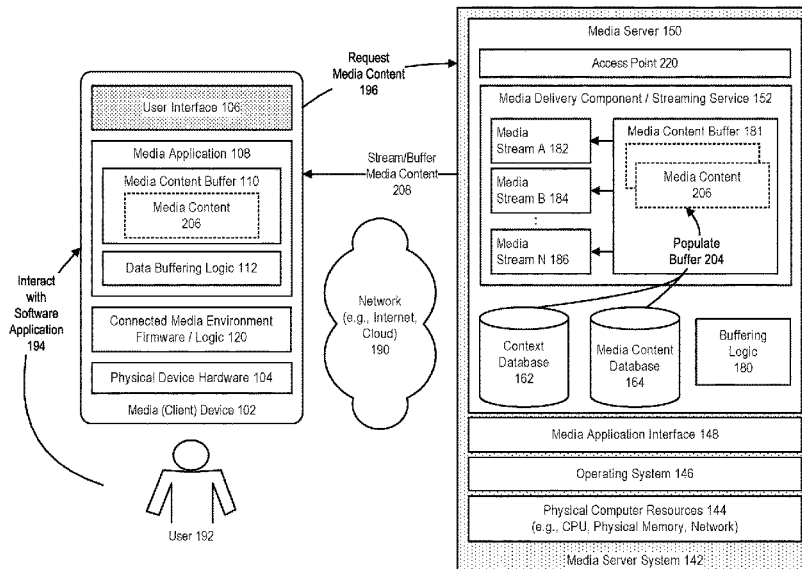 Media Server 150
Access Point 220
Media Delivery Component / Streaming Service 152
Media
Stream A 182
Media
Stream B 184
:
Media
Stream N 186
Media Content Buffer 181
Media Content
206
Populate
Buffer 204
Context
Database
162
Media Content
Database
164
Buffering
Logic
180
Media Application Interface 148
Operating System 146
Physical Computer Resources 144
(e.g., CPU, Physical Memory, Network)
Media Server System 142
Request
Media Content
196
Stream/Buffer
Media Content
208
Network
(e.g., Internet,
Cloud)
190
User Interface 106
Media Application 108
Media Content Buffer 110
Media Content
206
Data Buffering Logic 112
Connected Media Environment
Firmware / Logic 120
Physical Device Hardware 104
Media (Client) Device 102
Interact
with
Software
Application
194
User 192